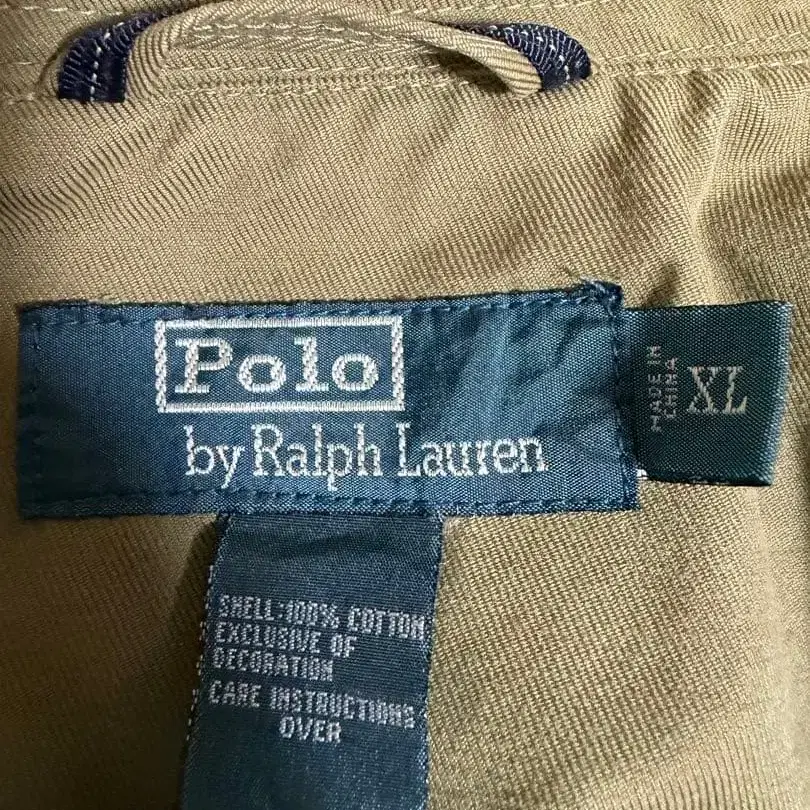 Polo
by Ralph Lauren
MADE IN
CHINA
XL
SHELL-100% COTTON
EXCLUSIVE OF
DECORATION
CARE INSTRUCTIONS
OVER